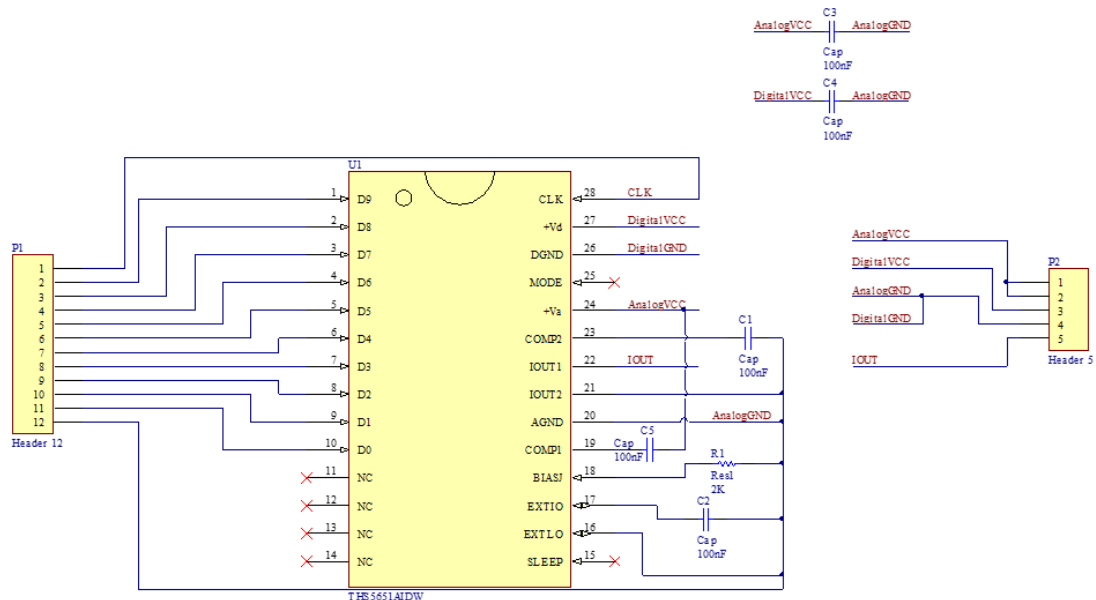 C3
AnalogVCC AnalogGND
Cap
100nF
C4
DigitalVCC AnalogGND
Cap
100nF
U1
1 D9 CLK 28 CLK
2 D8 +Vd 27 DigitalVCC
3 D7 DGND 26 DigitalGND
4 D6 MODE 25
5 D5 +Va 24 AnalogVCC
6 D4 COMP2 23
7 D3 IOUT1 22 IOUT
8 D2 IOUT2 21
9 D1 AGND 20 AnalogGND
10 D0 COMP1 19
11 NC BIASJ 18
12 NC EXTIO 17
13 NC EXTLO 16
14 NC SLEEP 15
THS5651AIDW
P1
1
2
3
4
5
6
7
8
9
10
11
12
Header 12
C1
Cap
100nF
C5
Cap
100nF
R1
Res1
2K
C2
Cap
100nF
AnalogVCC
DigitalVCC
AnalogGND
DigitalGND
IOUT
P2
1
2
3
4
5
Header 5